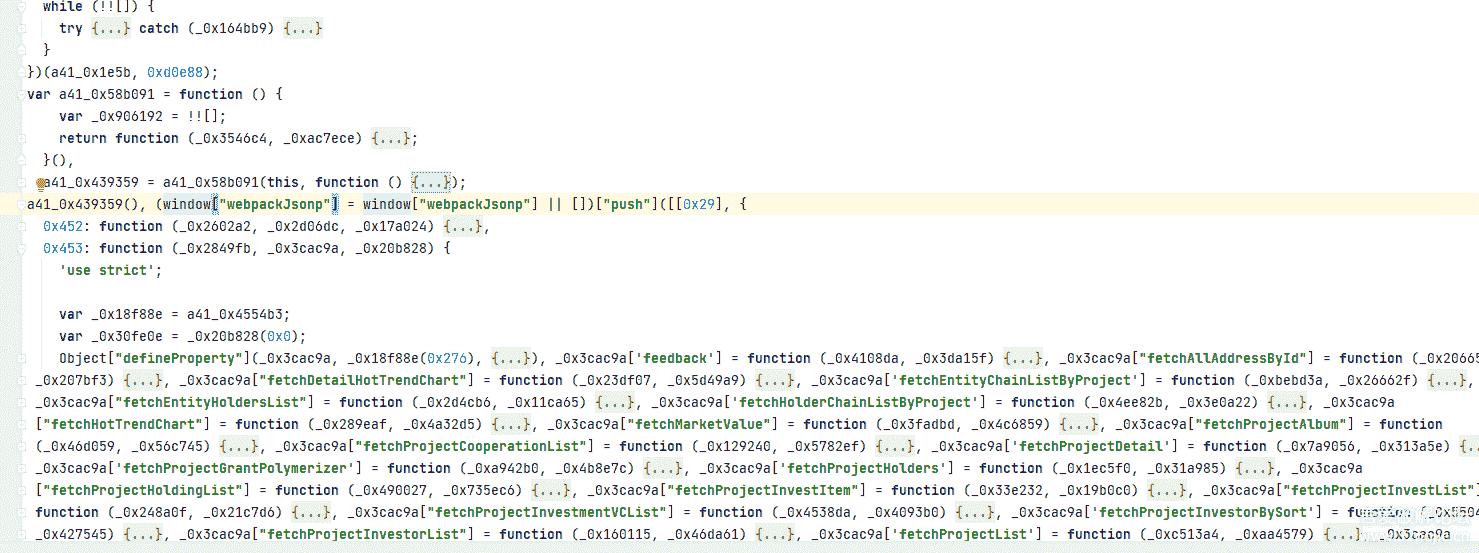 while (!![]) {
try {...} catch (_0x164bb9) {...}
}
})(a41_0x1e5b, 0xd0e88);
var a41_0x58b091 = function () {
var _0x906192 = !![];
return function (_0x3546c4, _0xac7ece) {...};
}(),
a41_0x439359 = a41_0x58b091(this, function () {...});
a41_0x439359(), (window["webpackJsonp"] = window["webpackJsonp"] || [])["push"]([[0x29], {
0x452: function (_0x2602a2, _0x2d06dc, _0x17a024) {...},
0x453: function (_0x2849fb, _0x3cac9a, _0x20b828) {
'use strict';
var _0x18f88e = a41_0x4554b3;
var _0x30fe0e = _0x20b828(0x0);
Object["defineProperty"](_0x3cac9a, _0x18f88e(0x276), {...}), _0x3cac9a['feedback'] = function (_0x4108da, _0x3da15f) {...}, _0x3cac9a["fetchAllAddressById"] = function (_0x20665
_0x207bf3) {...}, _0x3cac9a["fetchDetailHotTrendChart"] = function (_0x23df07, _0x5d49a9) {...}, _0x3cac9a['fetchEntityChainListByProject'] = function (_0xbebd3a, _0x26662f) {...},
_0x3cac9a["fetchEntityHoldersList"] = function (_0x2d4cb6, _0x11ca65) {...}, _0x3cac9a['fetchHolderChainListByProject'] = function (_0x4ee82b, _0x3e0a22) {...}, _0x3cac9a
["fetchHotTrendChart"] = function (_0x289eaf, _0x4a32d5) {...}, _0x3cac9a["fetchMarketValue"] = function (_0x3fadbd, _0x4c6859) {...}, _0x3cac9a["fetchProjectAlbum"] = function
(_0x46d059, _0x56c745) {...}, _0x3cac9a["fetchProjectCooperationList"] = function (_0x129240, _0x5782ef) {...}, _0x3cac9a['fetchProjectDetail'] = function (_0x7a9056, _0x313a5e) {..
_0x3cac9a['fetchProjectGrantPolymerizer'] = function (_0xa942b0, _0x4b8e7c) {...}, _0x3cac9a['fetchProjectHolders'] = function (_0x1ec5f0, _0x31a985) {...}, _0x3cac9a
["fetchProjectHoldingList"] = function (_0x490027, _0x735ec6) {...}, _0x3cac9a["fetchProjectInvestItem"] = function (_0x33e232, _0x19b0c0) {...}, _0x3cac9a["fetchProjectInvestList"]
function (_0x248a0f, _0x21c7d6) {...}, _0x3cac9a["fetchProjectInvestmentVCList"] = function (_0x4538da, _0x4093b0) {...}, _0x3cac9a['fetchProjectInvestorBySort'] = function
_0x427545) {...}, _0x3cac9a["fetchProjectInvestorList"] = function (_0x160115, _0x46da61) {...}, _0x3cac9a['fetchProjectList'] = function (_0xc513a4, _0xaa4579) {...} _0x3cac9a